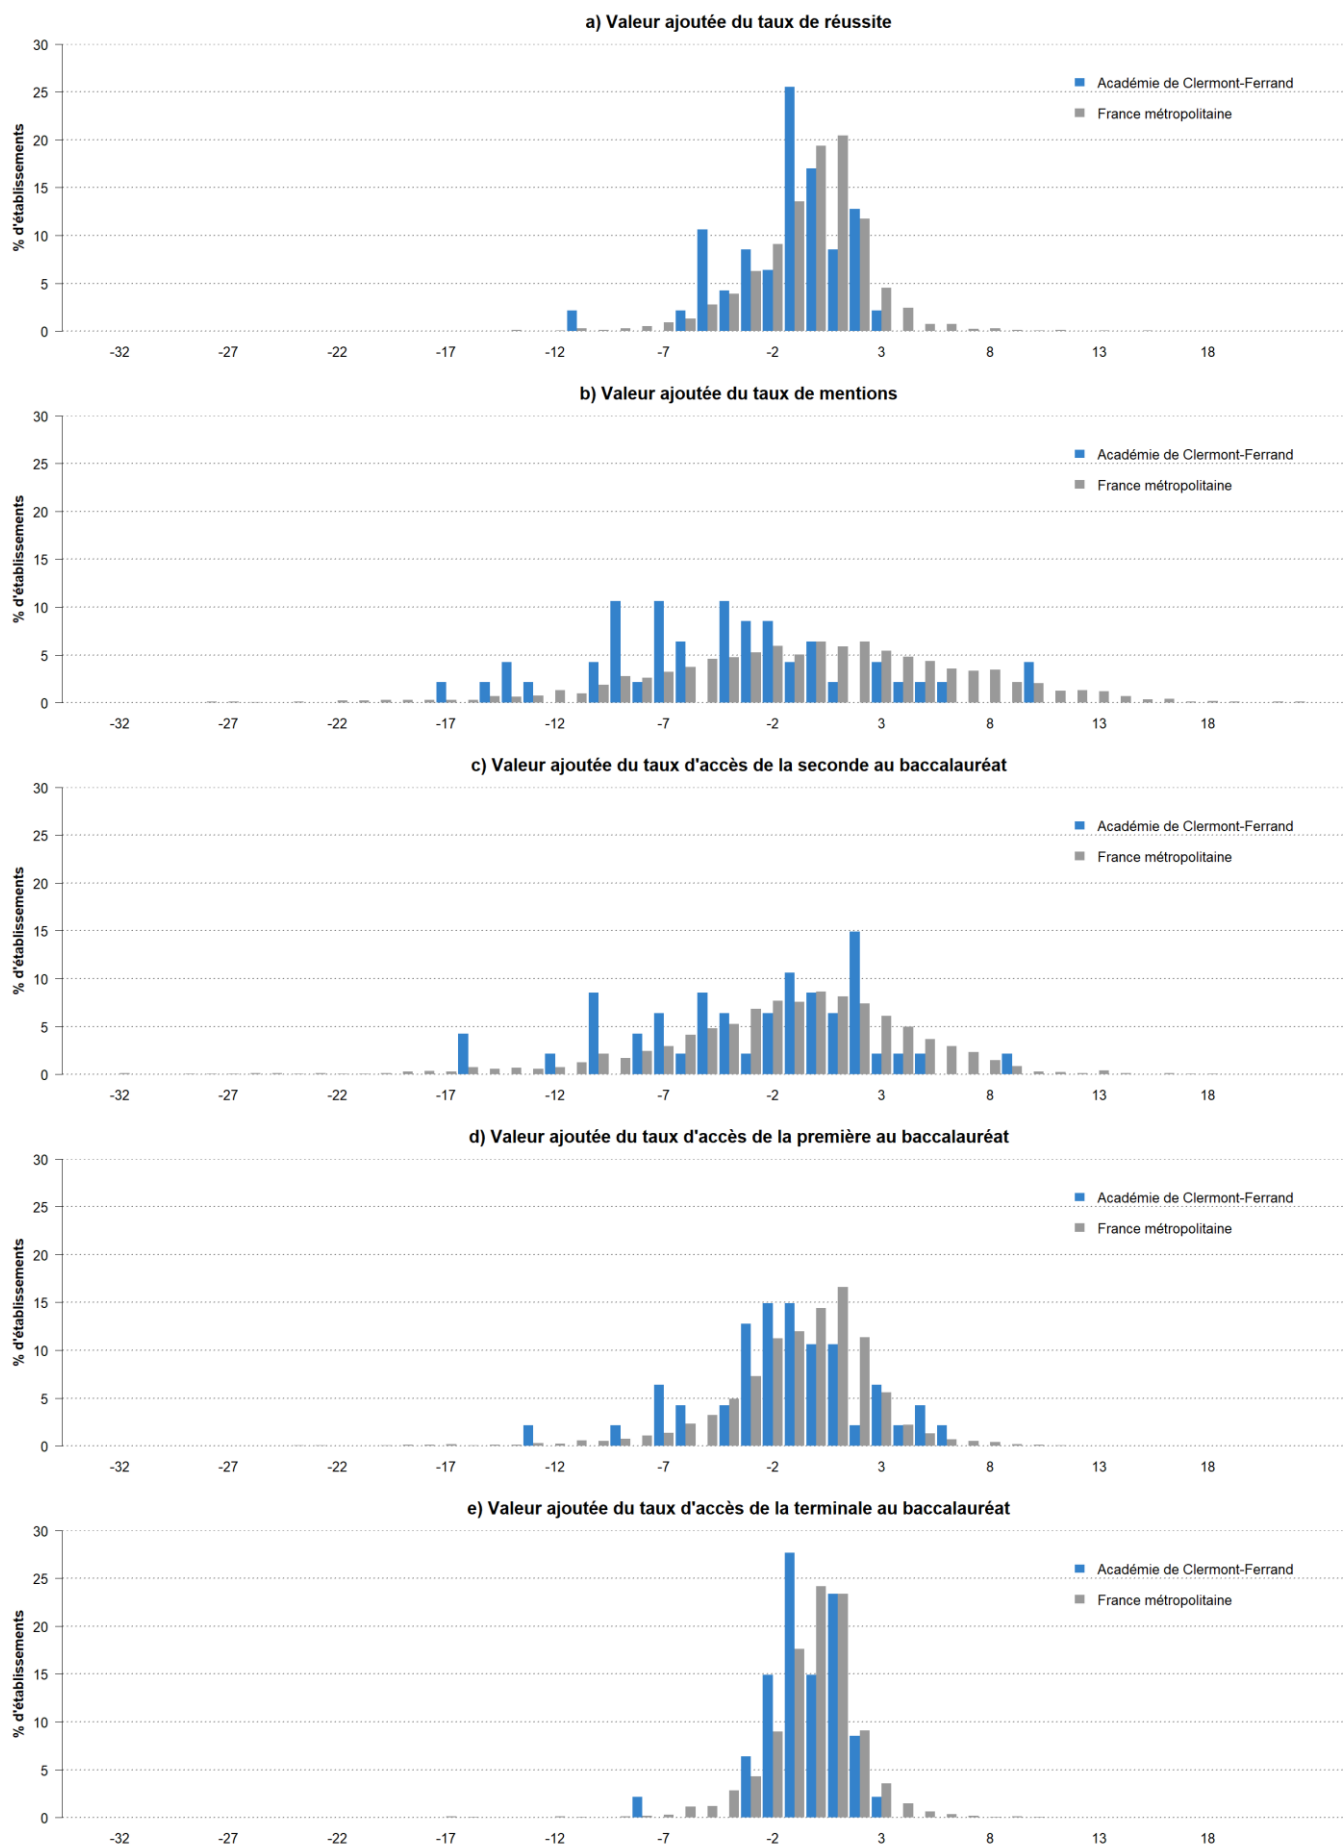 a) Valeur ajoutée du taux de réussite
% d'établissements
30
25
20
15
10
5
0
Académie de Clermont-Ferrand
France métropolitaine
-32 -27 -22 -17 -12 -7 -2 3 8 13 18
b) Valeur ajoutée du taux de mentions
% d'établissements
30
25
20
15
10
5
0
Académie de Clermont-Ferrand
France métropolitaine
-32 -27 -22 -17 -12 -7 -2 3 8 13 18
c) Valeur ajoutée du taux d'accès de la seconde au baccalauréat
% d'établissements
30
25
20
15
10
5
0
Académie de Clermont-Ferrand
France métropolitaine
-32 -27 -22 -17 -12 -7 -2 3 8 13 18
d) Valeur ajoutée du taux d'accès de la première au baccalauréat
% d'établissements
30
25
20
15
10
5
0
Académie de Clermont-Ferrand
France métropolitaine
-32 -27 -22 -17 -12 -7 -2 3 8 13 18
e) Valeur ajoutée du taux d'accès de la terminale au baccalauréat
% d'établissements
30
25
20
15
10
5
0
Académie de Clermont-Ferrand
France métropolitaine
-32 -27 -22 -17 -12 -7 -2 3 8 13 18